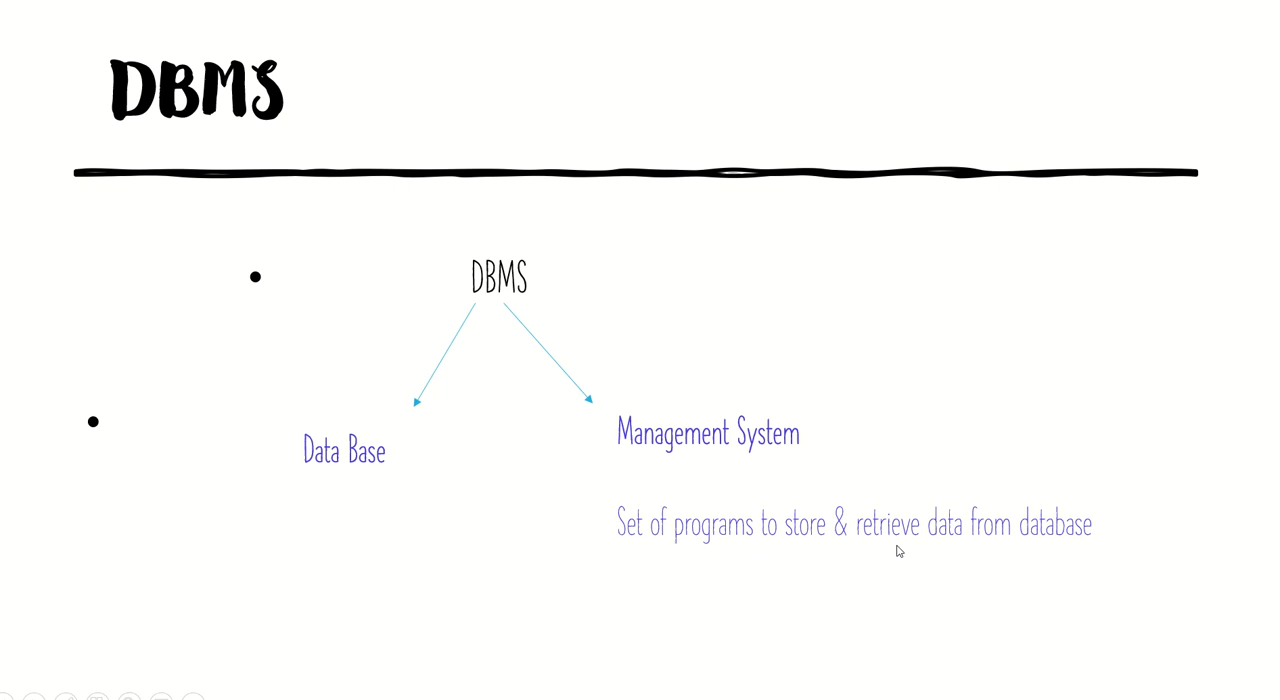 DBMS
DBMS
Data Base
Management System
Set of programs to store & retrieve data from database